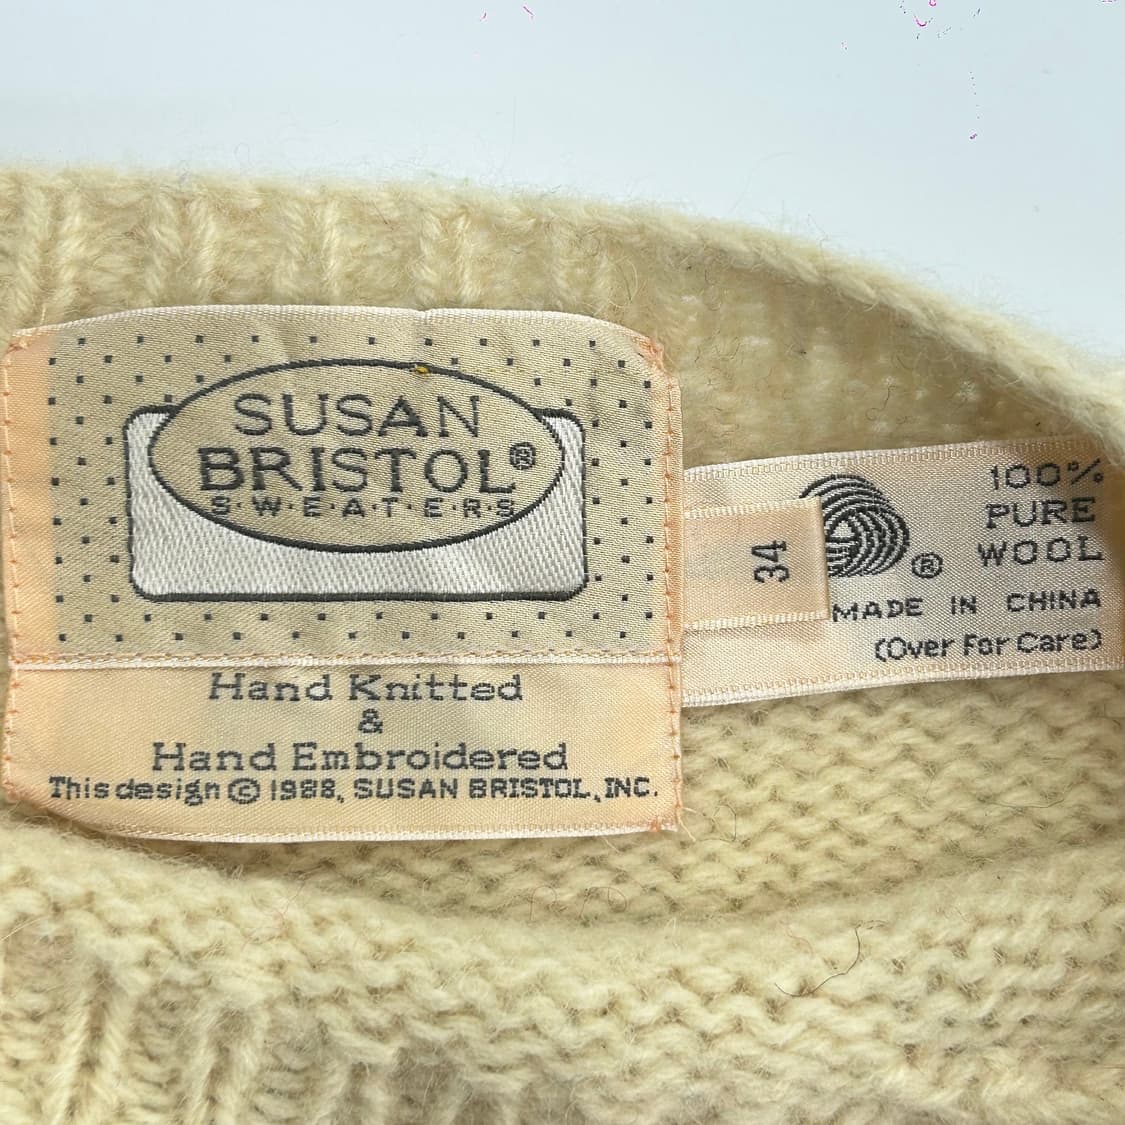 SUSAN
BRISTOL®
S·W·E·A·T·E·R·S
Hand Knitted
&
Hand Embroidered
This design © 1988, SUSAN BRISTOL, INC.
34
®
100%
PURE
WOOL
MADE IN CHINA
(Over For Care)